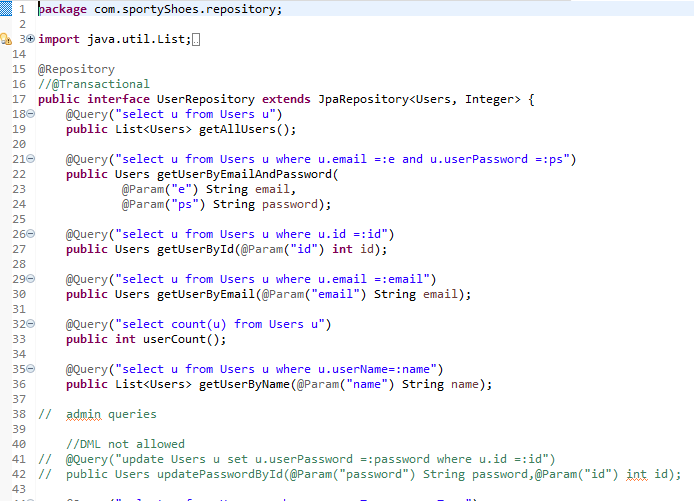 1 package com.sportyShoes.repository;
2
3 import java.util.List;
14
15 @Repository
16 //@Transactional
17 public interface UserRepository extends JpaRepository<Users, Integer> {
18 @Query("select u from Users u")
19 public List<Users> getAllUsers();
20
21 @Query("select u from Users u where u.email =:e and u.userPassword =:ps")
22 public Users getUserByEmailAndPassword(
23 @Param("e") String email,
24 @Param("ps") String password);
25
26 @Query("select u from Users u where u.id =:id")
27 public Users getUserById(@Param("id") int id);
28
29 @Query("select u from Users u where u.email =:email")
30 public Users getUserByEmail(@Param("email") String email);
31
32 @Query("select count(u) from Users u")
33 public int userCount();
34
35 @Query("select u from Users u where u.userName=:name")
36 public List<Users> getUserByName(@Param("name") String name);
37
38 // admin queries
39
40 //DML not allowed
41 // @Query("update Users u set u.userPassword =:password where u.id =:id")
42 // public Users updatePasswordById(@Param("password") String password,@Param("id") int id);
43